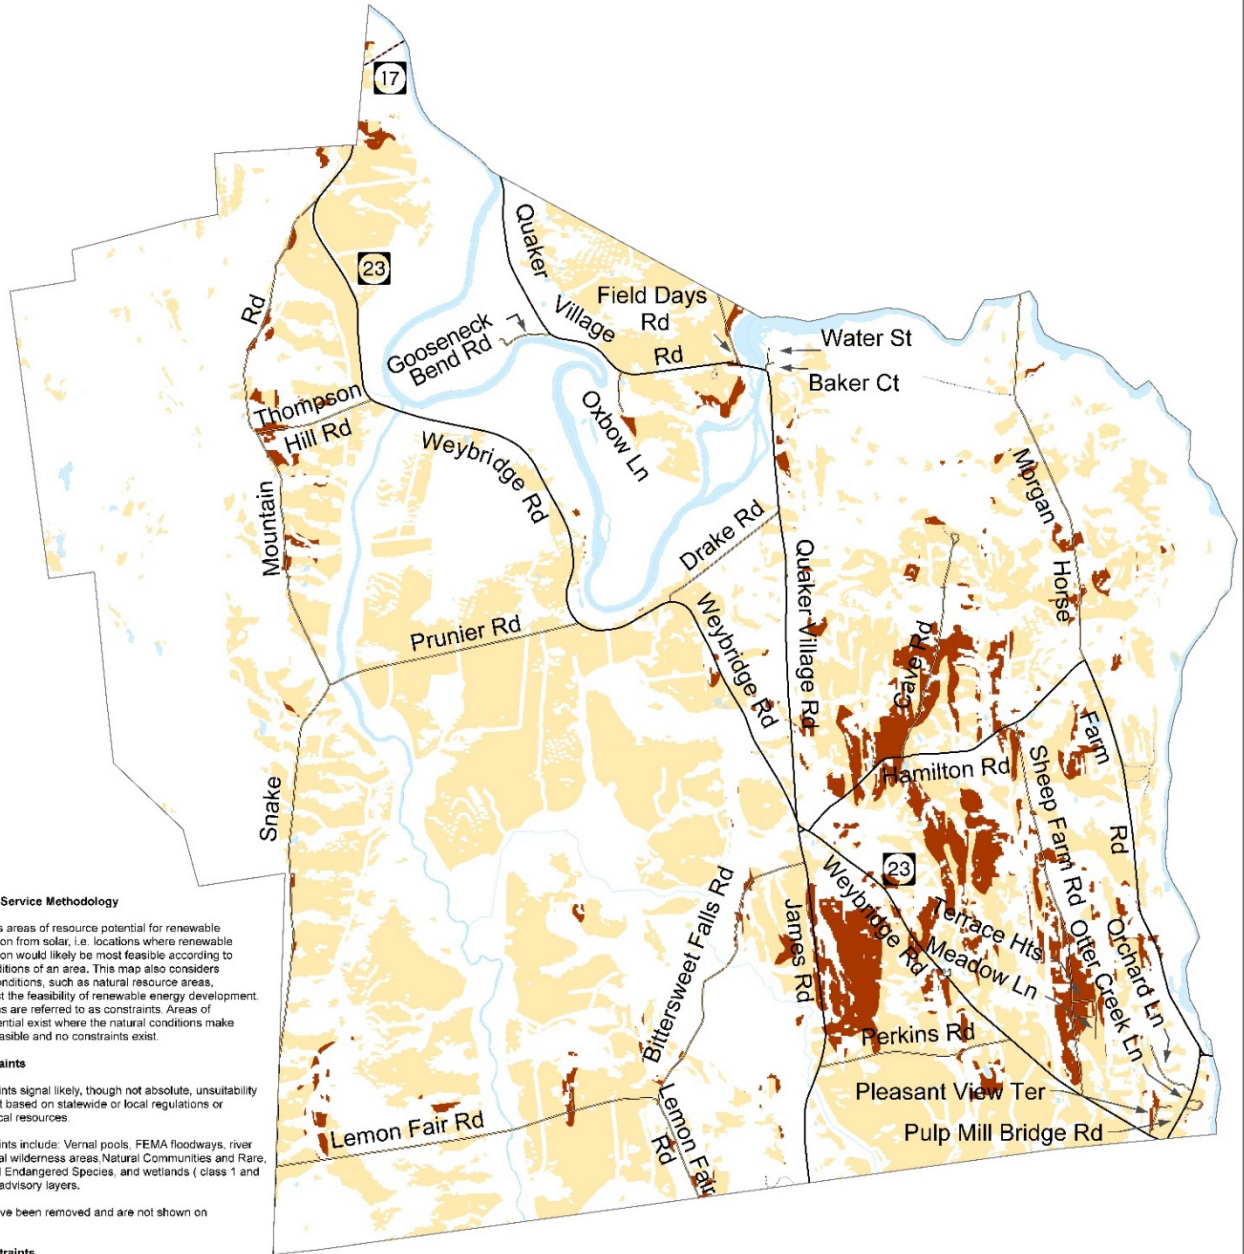 17
Quaker
23
Field Days
Rd
Village
Rd
Gooseneck
Bend Rd
Water St
Rd
Baker Ct
Thompson
Hill Rd
Oxbow Ln
Weybridge Rd
Morgan
Mountain
Drake Rd
Quaker Village Rd
Horse
Prunier Rd
Weybridge Rd
Cave Rd
Farm
Hamilton Rd
Sheep Farm Rd
Snake
Rd
23
Weybridge Rd
Bittersweet Falls Rd
James Rd
Terrace Hts
Orchard Ln
Meadow Ln
Otter Creek Ln
Perkins Rd
Pleasant View Ter
Lemon Fair Rd
Pulp Mill Bridge Rd
Lemon Fair
Rd
-Service Methodology
s areas of resource potential for renewable
on from solar, i.e. locations where renewable
on would likely be most feasible according to
ditions of an area. This map also considers
onditions, such as natural resource areas,
t the feasibility of renewable energy development.
ns are referred to as constraints. Areas of
ential exist where the natural conditions make
asible and no constraints exist.
aints
ints signal likely, though not absolute, unsuitability
t based on statewide or local regulations or
cal resources.
ints include: Vernal pools, FEMA floodways, river
al wilderness areas,Natural Communities and Rare,
d Endangered Species, and wetlands ( class 1 and
advisory layers.
ve been removed and are not shown on
straints